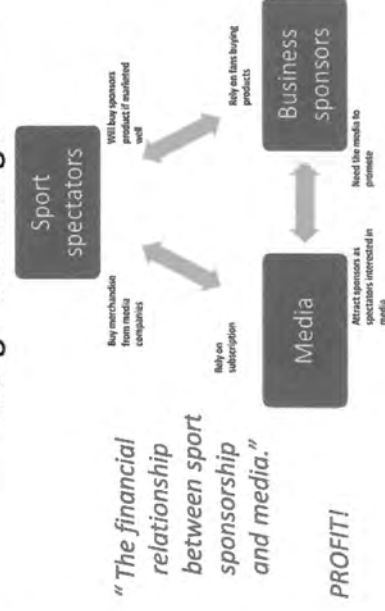 Sport
spectators
Buy merchandise
from media
companies
Will buy sponsors
product if marketed
well
"The financial
relationship
between sport
sponsorship
and media."
Rely on
subscription
Rely on fans buying
products
Media
Business
sponsors
PROFIT!
Attract sponsors as
spectators interested in
media
Need the media to
promote